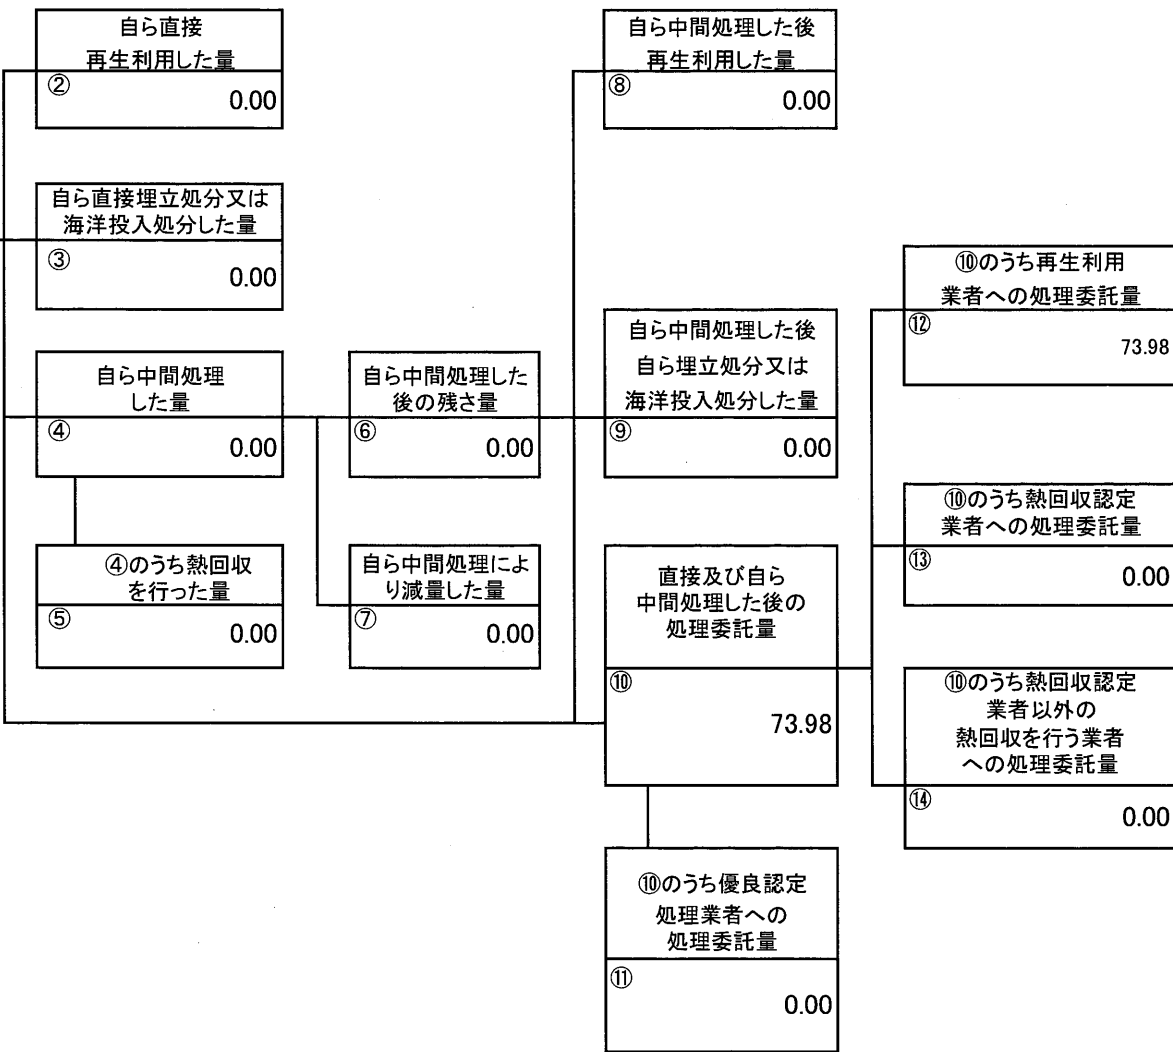 自ら直接
再生利用した量
②
0.00
自ら直接埋立処分又は
海洋投入処分した量
③
0.00
自ら中間処理
した量
④
0.00
④のうち熱回収
を行った量
⑤
0.00
自ら中間処理した
後の残さ量
⑥
0.00
自ら中間処理によ
り減量した量
⑦
0.00
自ら中間処理した後
再生利用した量
⑧
0.00
自ら中間処理した後
自ら埋立処分又は
海洋投入処分した量
⑨
0.00
直接及び自ら
中間処理した後の
処理委託量
⑩
73.98
⑩のうち優良認定
処理業者への
処理委託量
⑪
0.00
⑩のうち再生利用
業者への処理委託量
⑫
73.98
⑩のうち熱回収認定
業者への処理委託量
⑬
0.00
⑩のうち熱回収認定
業者以外の
熱回収を行う業者
への処理委託量
⑭
0.00